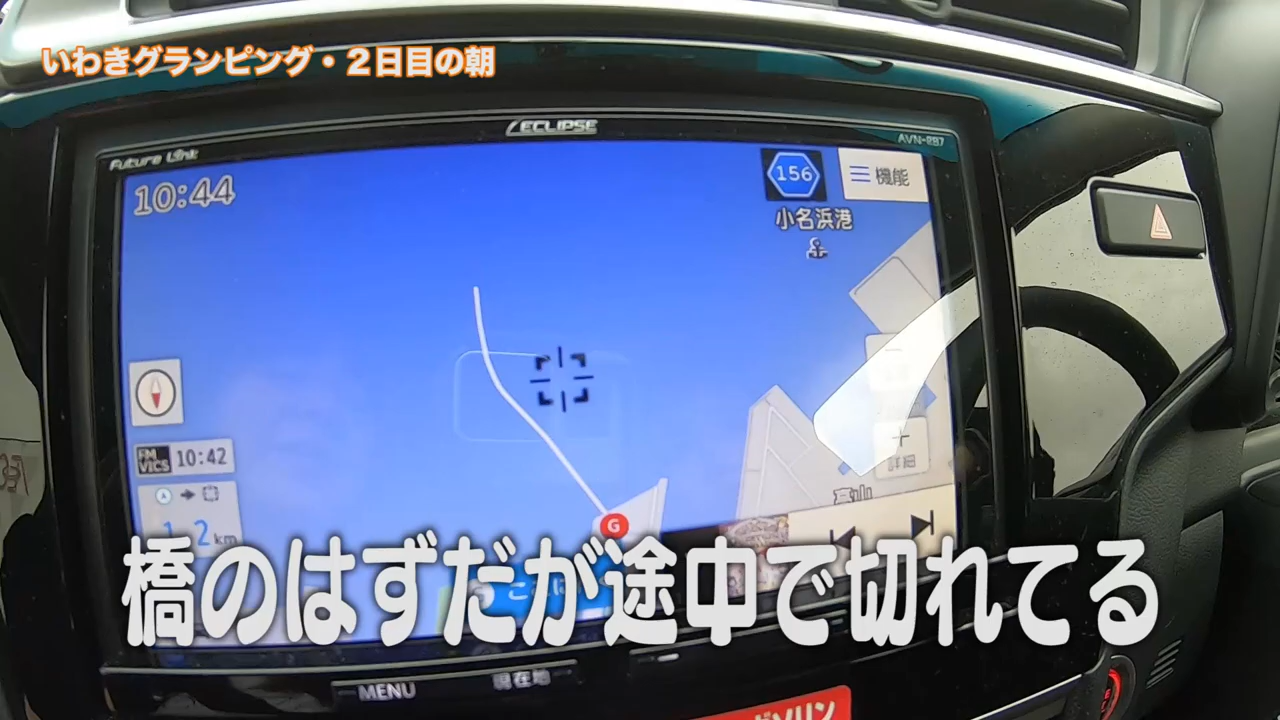 いわきグランピング・２日目の朝
ECLIPSE
Future Link
AVN-R97
10:44
156
機能
小名浜港
FM VICS 10:42
詳細
km
G
橋のはずだが途中で切れてる
MENU
現在地